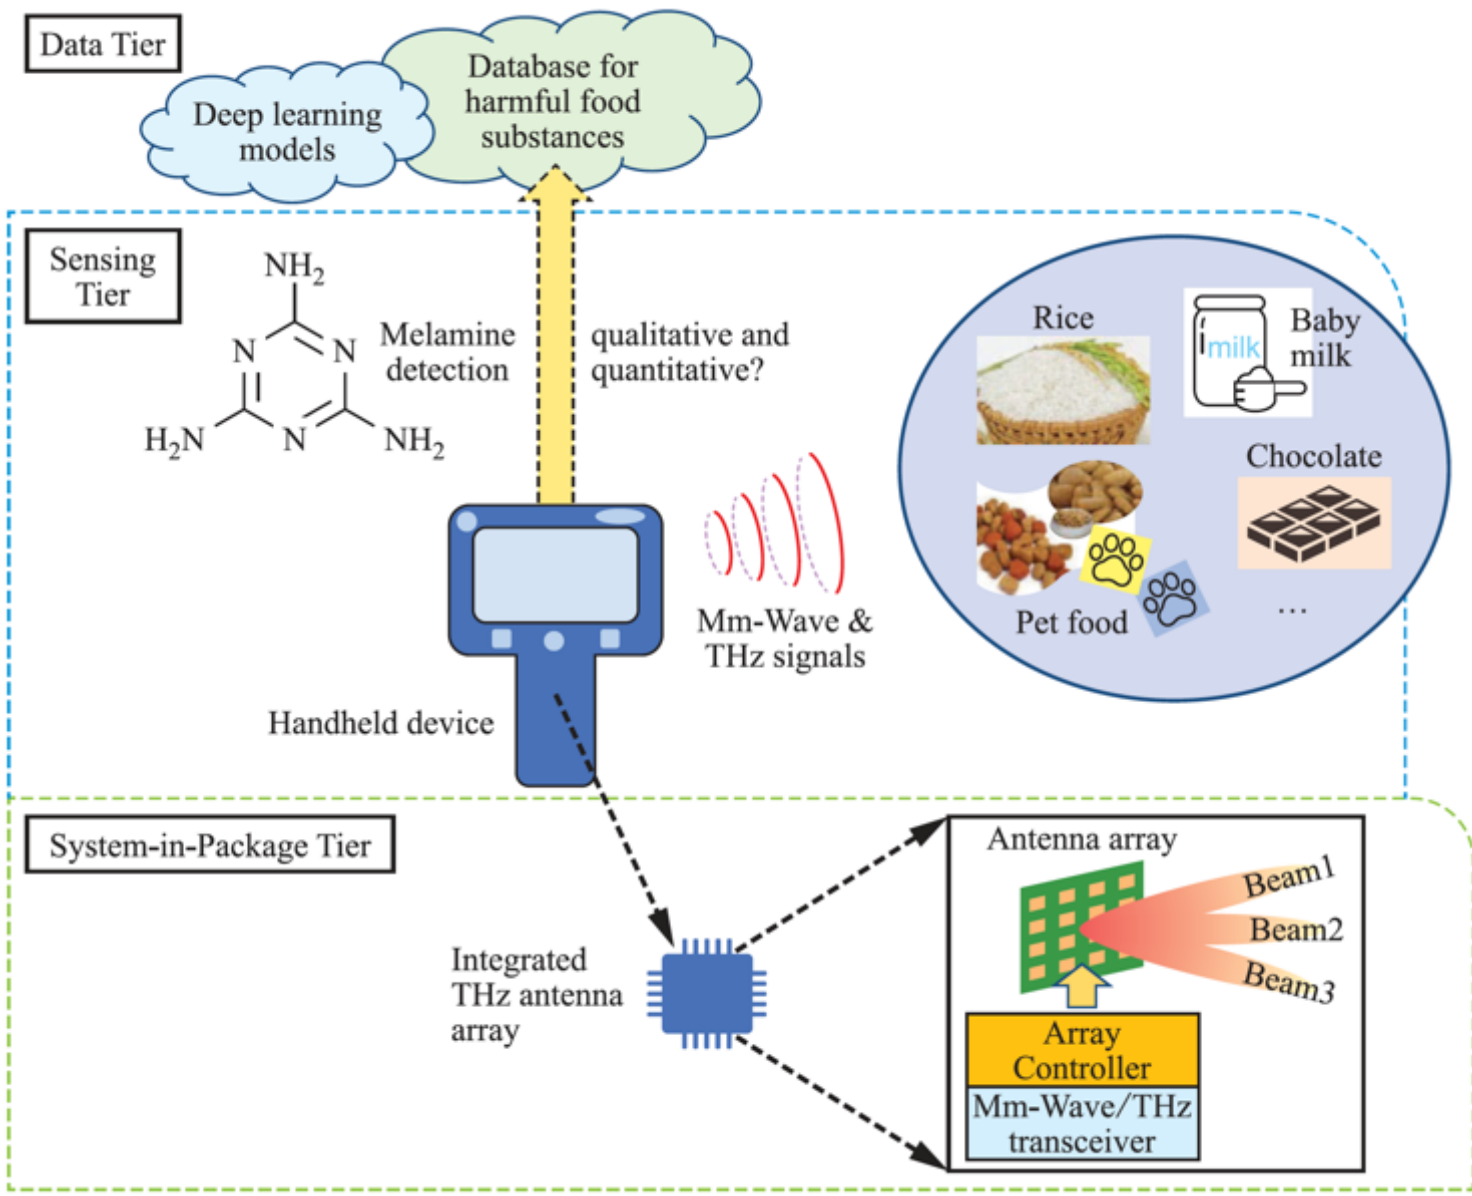 Data Tier
Deep learning
models
Database for
harmful food
substances
Sensing
Tier
NH2
N
N
N
H2N
NH2
Melamine
detection
qualitative and
quantitative?
Rice
milk
Baby
milk
Chocolate
Pet food
...
Mm-Wave &
THz signals
Handheld device
System-in-Package Tier
Integrated
THz antenna
array
Antenna array
Beam1
Beam2
Beam3
Array
Controller
Mm-Wave/THz
transceiver